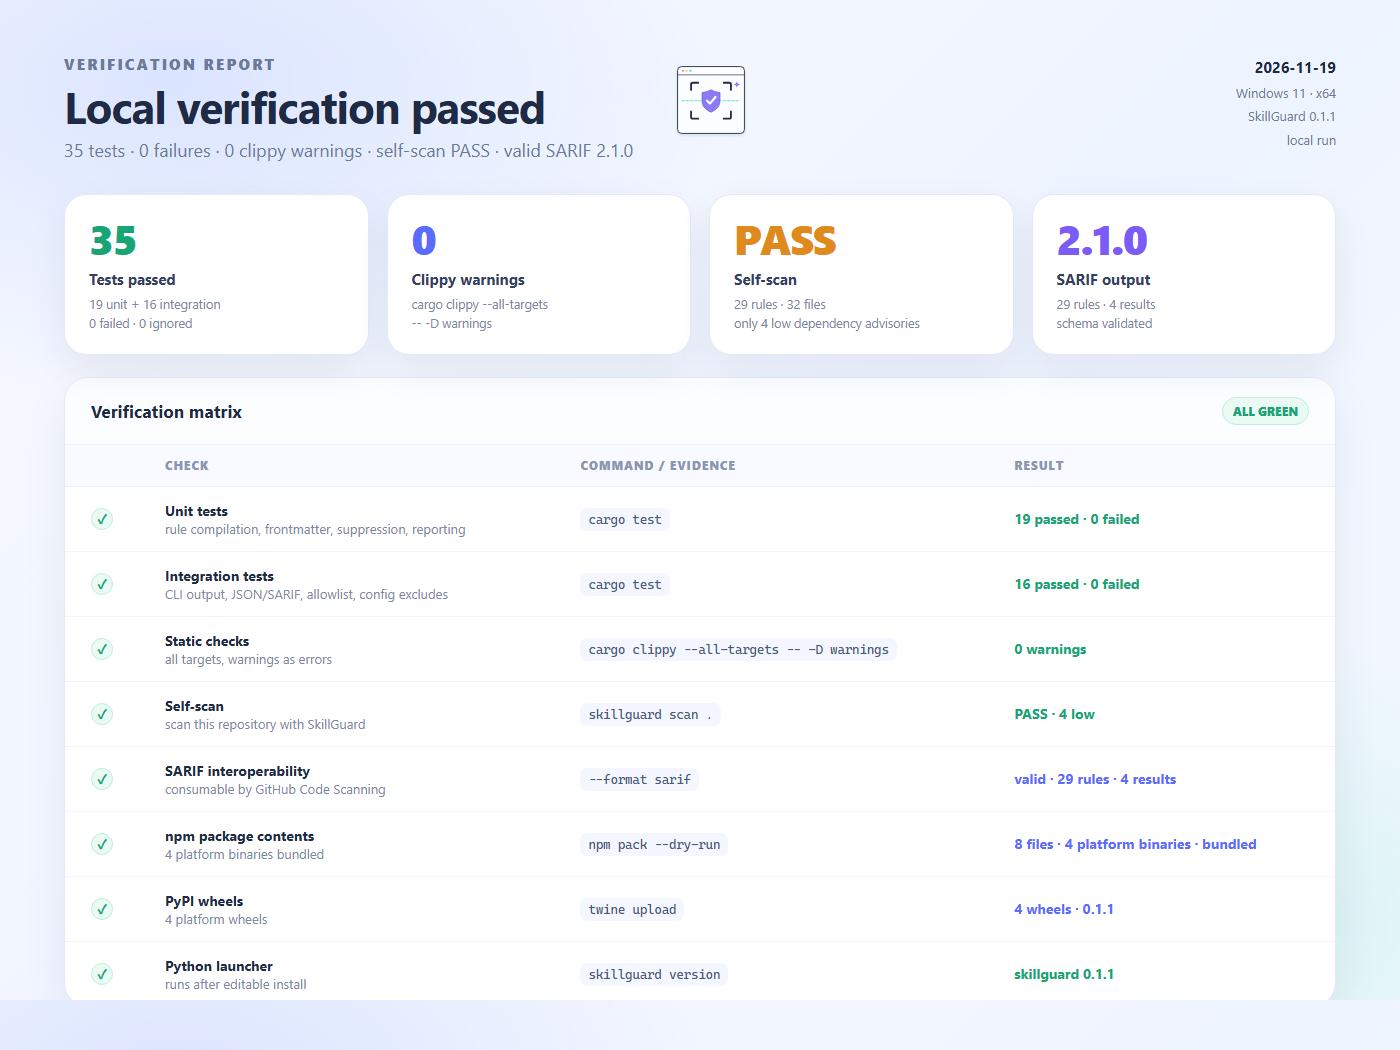 VERIFICATION REPORT
Local verification passed
35 tests · 0 failures · 0 clippy warnings · self-scan PASS · valid SARIF 2.1.0
2026-11-19
Windows 11 · x64
SkillGuard 0.1.1
local run
35
Tests passed
19 unit + 16 integration
0 failed · 0 ignored
0
Clippy warnings
cargo clippy --all-targets
-- -D warnings
PASS
Self-scan
29 rules · 32 files
only 4 low dependency advisories
2.1.0
SARIF output
29 rules · 4 results
schema validated
Verification matrix
ALL GREEN
CHECK COMMAND / EVIDENCE RESULT
Unit tests
rule compilation, frontmatter, suppression, reporting
cargo test
19 passed · 0 failed
Integration tests
CLI output, JSON/SARIF, allowlist, config excludes
cargo test
16 passed · 0 failed
Static checks
all targets, warnings as errors
cargo clippy --all-targets -- -D warnings
0 warnings
Self-scan
scan this repository with SkillGuard
skillguard scan .
PASS · 4 low
SARIF interoperability
consumable by GitHub Code Scanning
--format sarif
valid · 29 rules · 4 results
npm package contents
4 platform binaries bundled
npm pack --dry-run
8 files · 4 platform binaries · bundled
PyPI wheels
4 platform wheels
twine upload
4 wheels · 0.1.1
Python launcher
runs after editable install
skillguard version
skillguard 0.1.1